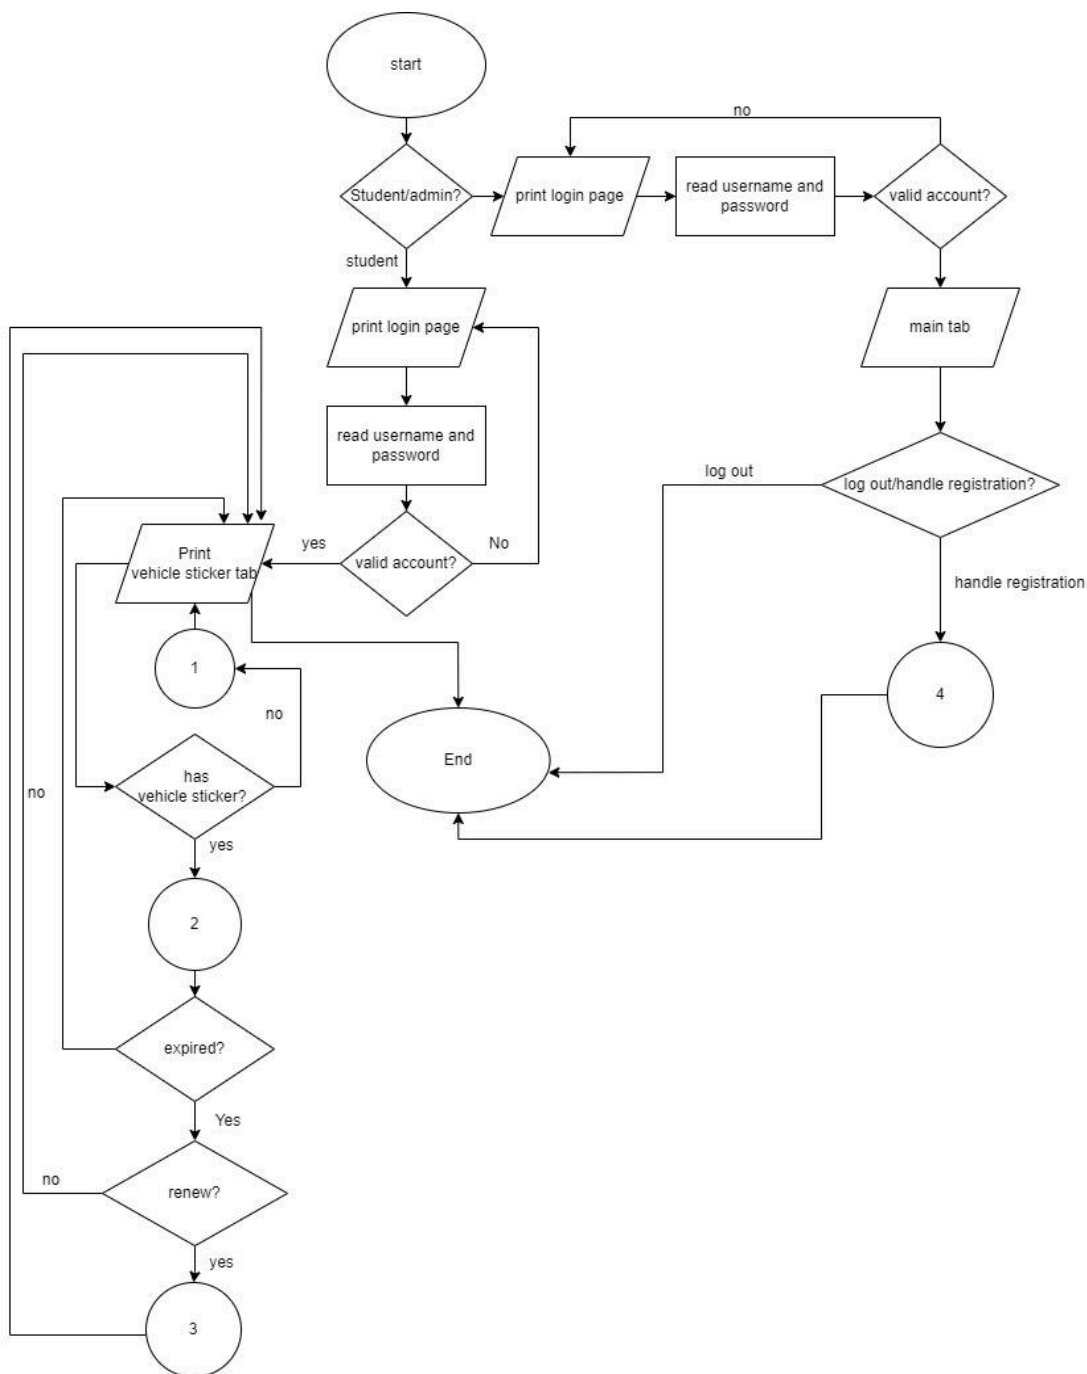 start
no
Student/admin?
print login page
read username and
password
valid account?
student
print login page
main tab
read username and
password
log out
log out/handle registration?
yes
valid account?
No
Print
vehicle sticker tab
handle registration
1
4
no
End
has
vehicle sticker?
no
yes
2
expired?
Yes
no
renew?
yes
3